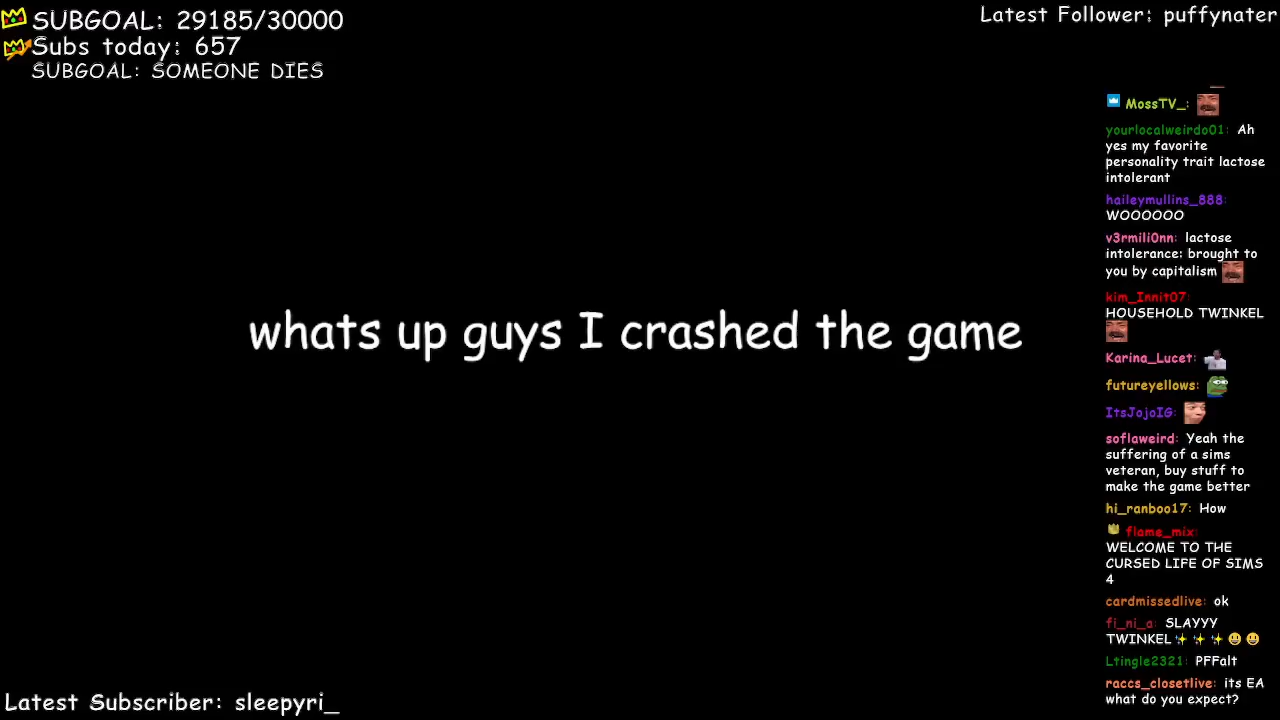 SUBGOAL: 29185/30000
Subs today: 657
SUBGOAL: SOMEONE DIES
Latest Follower: puffynater
MossTV_:
yourlocalweirdo01: Ah
yes my favorite
personality trait lactose
intolerant
haileymullins_888:
WOOOOOO
v3rmili0nn: lactose
intolerance: brought to
you by capitalism
kim_Innit07:
HOUSEHOLD TWINKEL
Karina_Lucet:
futureyellows:
ItsJojoIG:
soflaweird: Yeah the
suffering of a sims
veteran, buy stuff to
make the game better
hi_ranboo17: How
flame_mix:
WELCOME TO THE
CURSED LIFE OF SIMS
4
cardmissedlive: ok
fi_ni_a: SLAYYY
TWINKEL✨✨✨😀😀
Ltingle2321: PFFalt
raccs_closetlive: its EA
what do you expect?
whats up guys I crashed the game
Latest Subscriber: sleepyri_